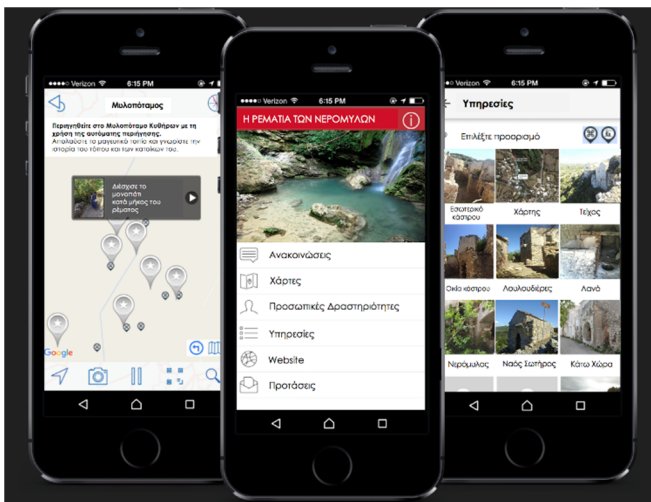 Verizon 6:15 PM
Μυλοπόταμος
Περιηγηθείτε στο Μυλοπόταμο Κυθήρων με τη
χρήση της αυτόματης περιήγησης.
Απολαύστε το μαγευτικό τοπίο και γνωρίστε την
ιστορία του τόπου και των κατοίκων του.
Διέσχισε το
μονοπάτι
κατά μήκος του
ρέματος
Google
Verizon 6:15 PM
Η ΡΕΜΑΤΙΑ ΤΩΝ ΝΕΡΟΜΥΛΩΝ
Ανακοινώσεις
Χάρτες
Προσωπικές Δραστηριότητες
Υπηρεσίες
Website
Προτάσεις
Verizon 6:15 PM
Υπηρεσίες
Επιλέξτε προορισμό
Εσωτερικό
κάστρου
Χάρτης
Τείχος
Οικία κάστρου
Λουλουδιέρες
Λανό
Νερόμυλος
Ναός Σωτήρος
Κάτω Χώρα